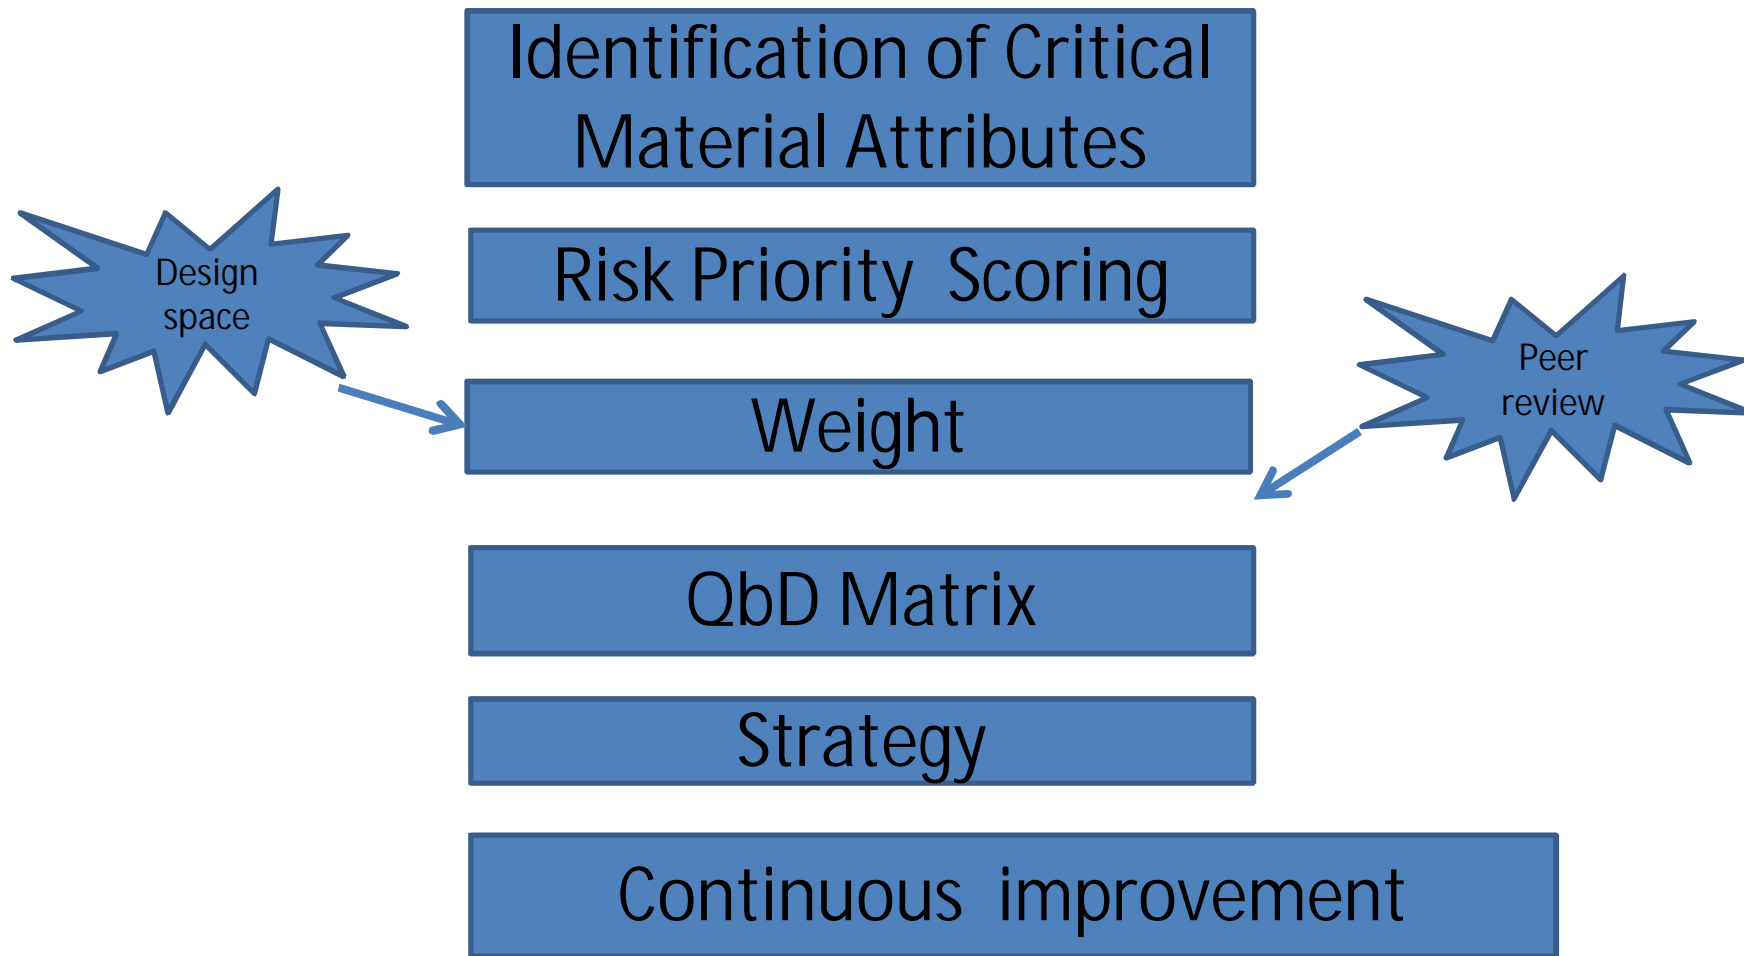 Identification of Critical
Material Attributes
Risk Priority  Scoring
Design
space
Weight
Peer
review
QbD Matrix
Strategy
Continuous  improvement